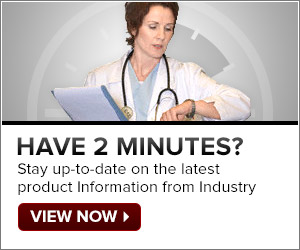 HAVE 2 MINUTES?
Stay up-to-date on the latest
product Information from Industry
VIEW NOW